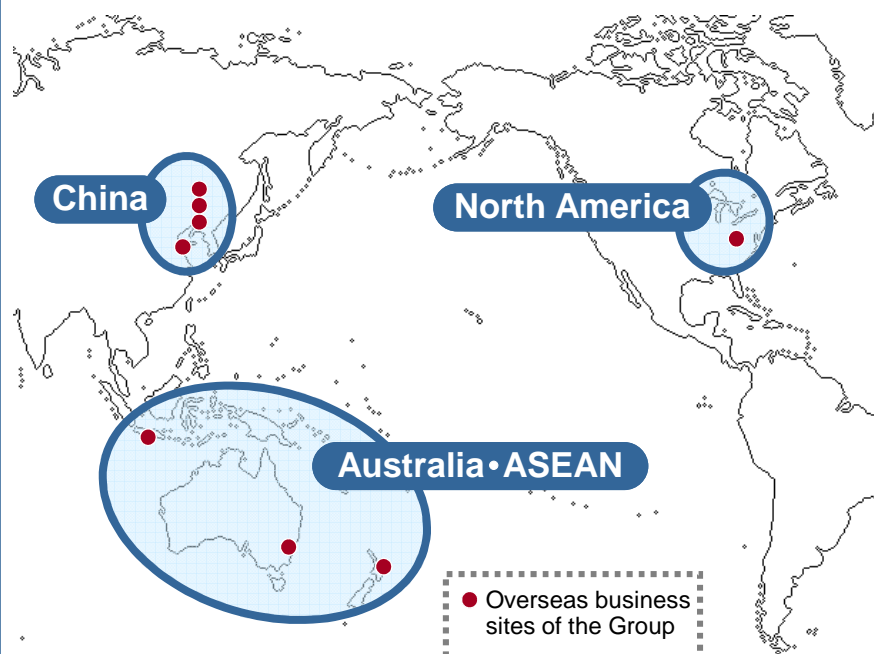 China
North America
Australia•ASEAN
Overseas business
sites of the Group